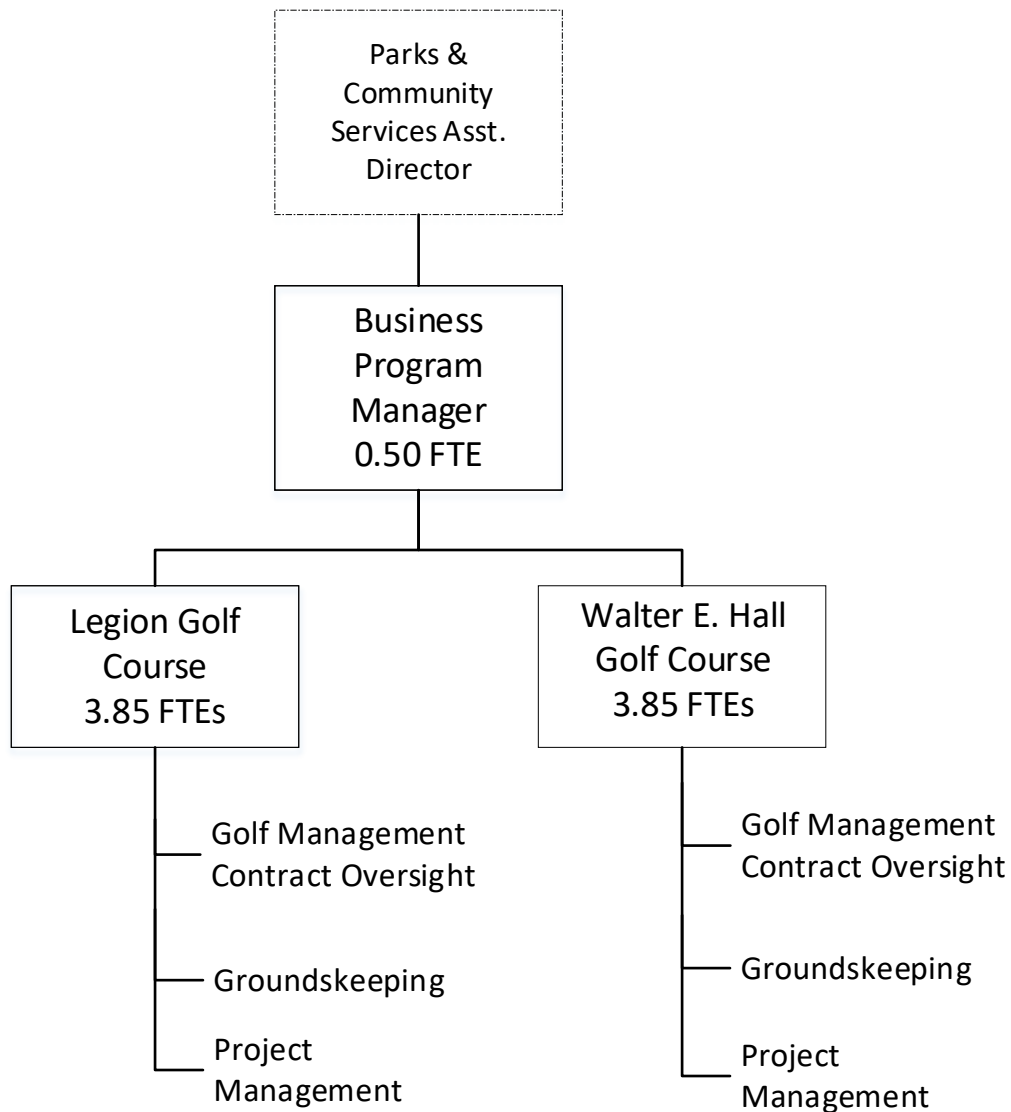 Parks &
Community
Services Asst.
Director
Business
Program
Manager
0.50 FTE
Legion Golf
Course
3.85 FTEs
Golf Management
Contract Oversight
Groundskeeping
Project
Management
Walter E. Hall
Golf Course
3.85 FTEs
Golf Management
Contract Oversight
Groundskeeping
Project
Management